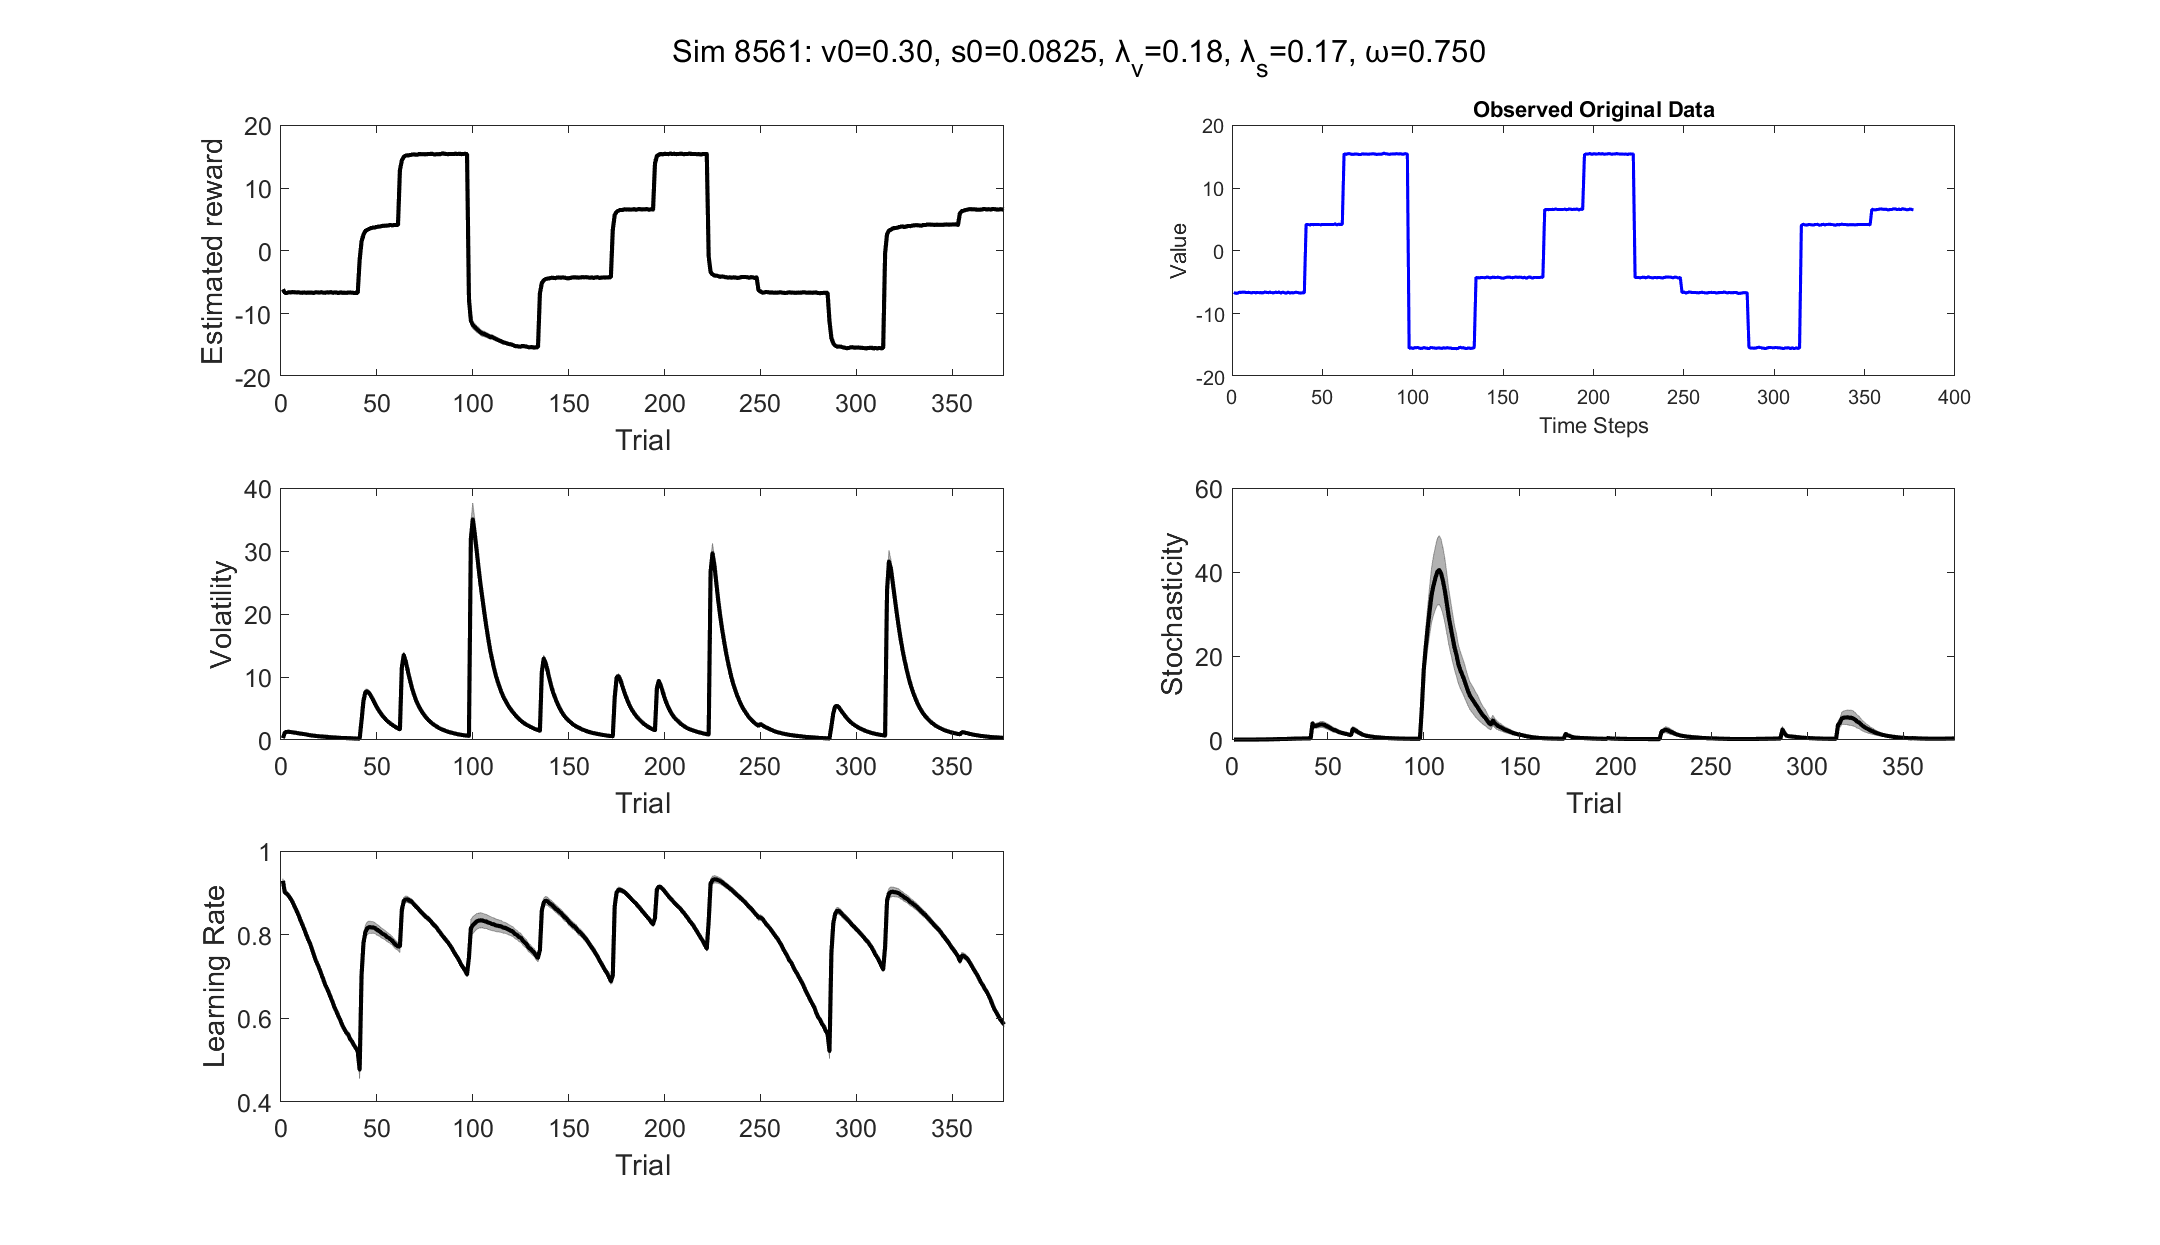 Sim 8561: v0=0.30, s0=0.0825, λ_v=0.18, λ_s=0.17, ω=0.750
20
10
0
-10
-20
Estimated reward
0 50 100 150 200 250 300 350
Trial
Observed Original Data
20
10
0
-10
-20
Value
0 50 100 150 200 250 300 350 400
Time Steps
40
30
20
10
0
Volatility
0 50 100 150 200 250 300 350
Trial
60
40
20
0
Stochasticity
0 50 100 150 200 250 300 350
Trial
1
0.8
0.6
0.4
Learning Rate
0 50 100 150 200 250 300 350
Trial